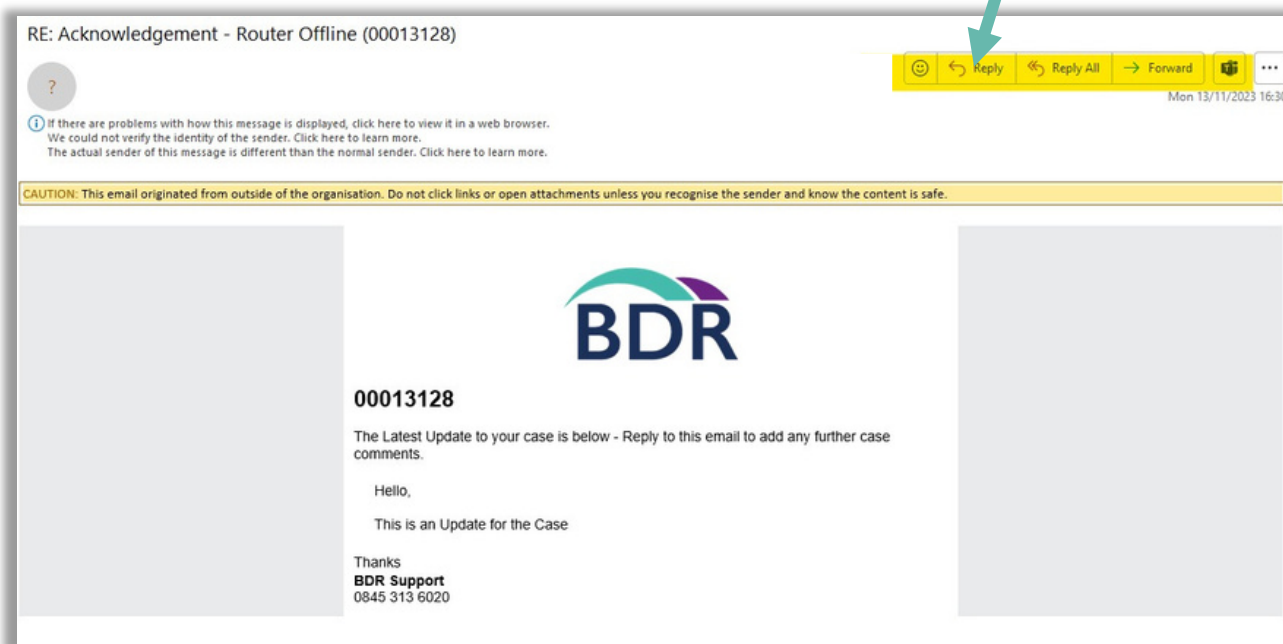 RE: Acknowledgement - Router Offline (00013128)
Reply
Reply All
Forward
?
Mon 13/11/2023 16:30
If there are problems with how this message is displayed, click here to view it in a web browser.
We could not verify the identity of the sender. Click here to learn more.
The actual sender of this message is different than the normal sender. Click here to learn more.
CAUTION: This email originated from outside of the organisation. Do not click links or open attachments unless you recognise the sender and know the content is safe.
BDR
00013128
The Latest Update to your case is below - Reply to this email to add any further case
comments.
Hello,
This is an Update for the Case
Thanks
BDR Support
0845 313 6020